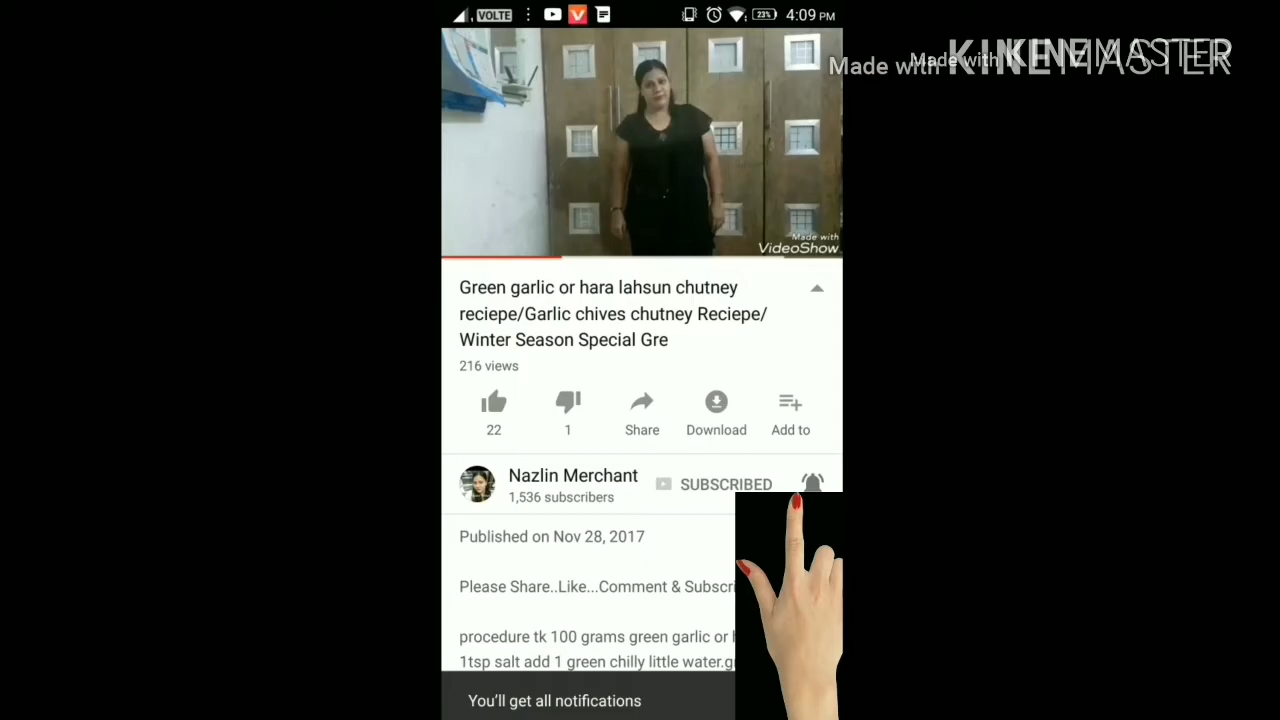 VOLTE
23%
4:09 PM
Made with KINEMASTER
Made with KINEMASTER
Made with
VideoShow
Green garlic or hara lahsun chutney
reciepe/Garlic chives chutney Reciepe/
Winter Season Special Gre
216 views
22
1
Share
Download
Add to
Nazlin Merchant
SUBSCRIBED
1,536 subscribers
Published on Nov 28, 2017
Please Share..Like...Comment & Subscri
procedure tk 100 grams green garlic or
1tsp salt add 1 green chilly little water.g
You'll get all notifications